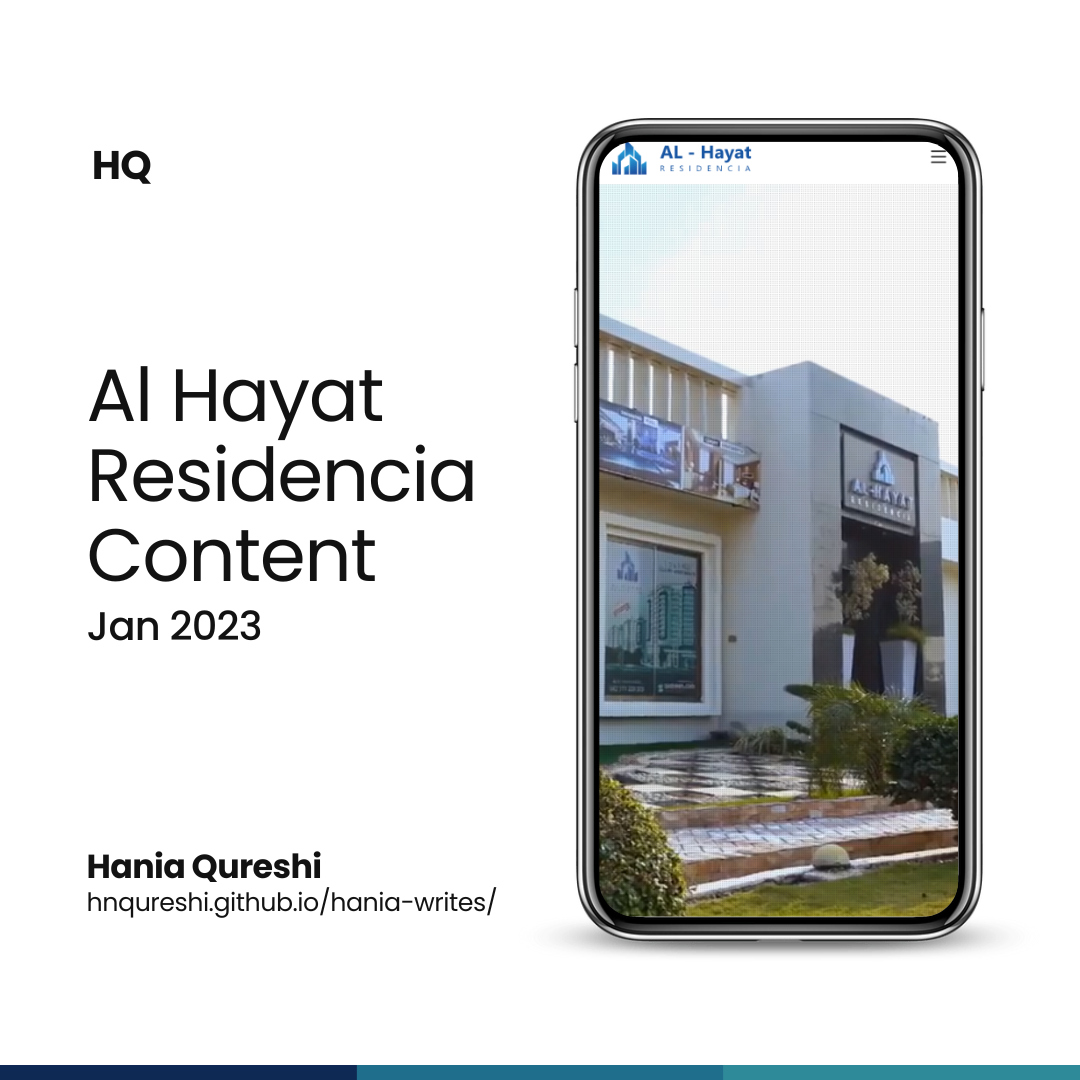 HQ
Al Hayat
Residencia
Content
Jan 2023
Hania Qureshi
hnqureshi.github.io/hania-writes/
AL - Hayat
RESIDENCIA
AL-HAYAT
RESIDENCIA